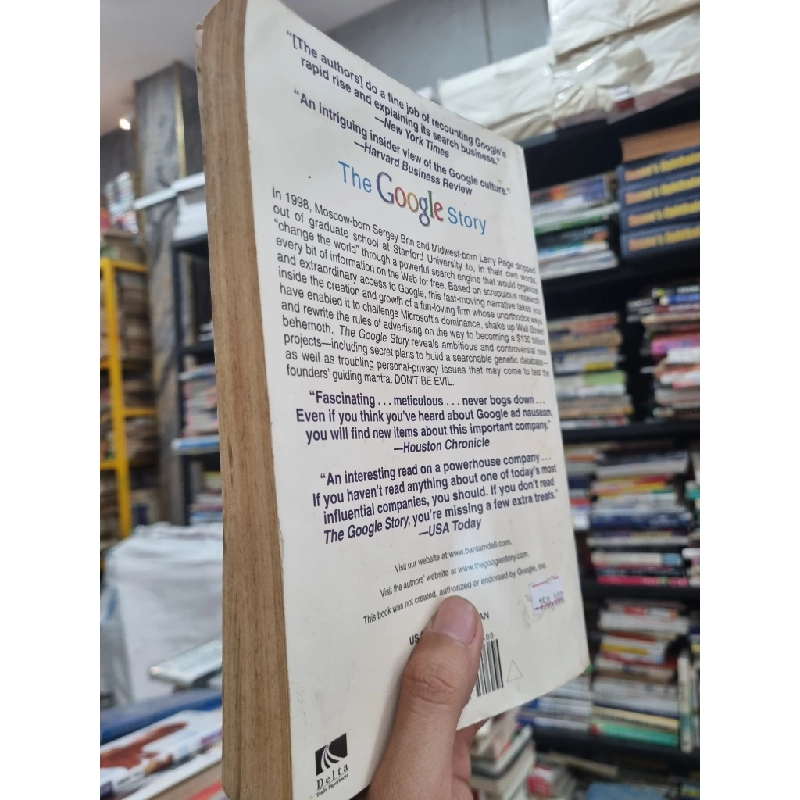 "[The authors] do a fine job of recounting Google's
rapid rise and explaining its search business."
—New York Times
"An intriguing insider view of the Google culture."
—Harvard Business Review
The Google Story
In 1998, Moscow-born Sergey Brin and Midwest-born Larry Page dropped
out of graduate school at Stanford University to, in their own words,
"change the world" through a powerful search engine that would organize
every bit of information on the Web for free. Based on scrupulous research
and extraordinary access to Google, this fast-moving narrative takes you
inside the creation and growth of a fun-loving firm whose unorthodox ways
have enabled it to challenge Microsoft's dominance, shake up Wall Street
and rewrite the rules of advertising on the way to becoming a $130 billion
behemoth. The Google Story reveals ambitious and controversial new
projects—including secret plans to build a searchable genetic database—
as well as troubling personal-privacy issues that may come to test the
founders' guiding mantra, DON'T BE EVIL.
"Fascinating . . . meticulous . . . never bogs down . . .
Even if you think you've heard about Google ad nauseam,
you will find new items about this important company."
—Houston Chronicle
"An interesting read on a powerhouse company . . .
If you haven't read anything about one of today's most
influential companies, you should. If you don't read
The Google Story, you're missing a few extra treats."
—USA Today
Visit our website at www.bantamdell.com.
Visit the authors' website at www.thegooglestory.com.
This book was not created, authorized or endorsed by Google, Inc.
US
AN
Delta
Trade Paperbacks